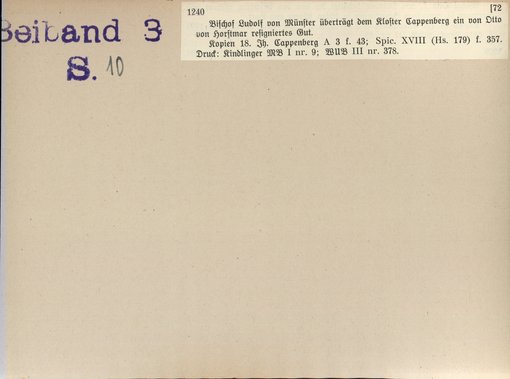 Beiband 3
S. 10
1240 [72
Bischof Ludolf von Münster überträgt dem Kloster Cappenberg ein von Otto
von Horstmar resigniertes Gut.
Kopien 18. Jh. Cappenberg A 3 f. 43; Spic. XVIII (Hs. 179) f. 357.
Druck: Kindlinger MB I nr. 9; WUB III nr. 378.